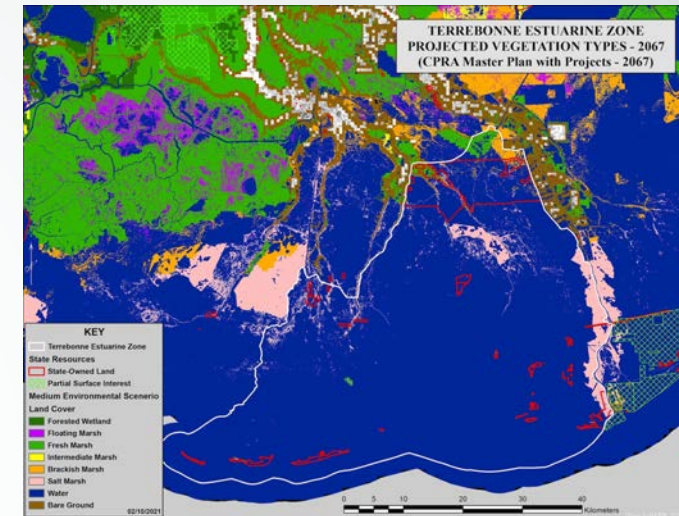 TERREBONNE ESTUARINE ZONE
PROJECTED VEGETATION TYPES - 2067
(CPRA Master Plan with Projects - 2067)
KEY
Terrebonne Estuarine Zone
State Resources
State-Owned Land
Partial Surface Interest
Medium Environmental Scenerio
Land Cover
Forested Wetland
Floating Marsh
Fresh Marsh
Intermediate Marsh
Brackish Marsh
Salt Marsh
Water
Bare Ground
02/10/2021
0 5 10 20 30 40
Kilometers